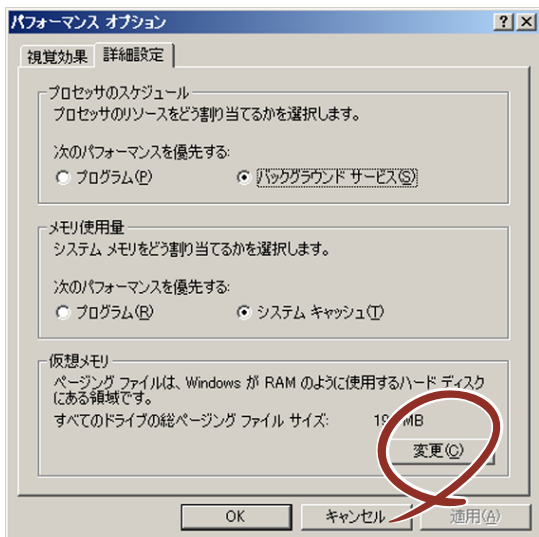 パフォーマンス オプション
視覚効果 詳細設定
プロセッサのスケジュール
プロセッサのリソースをどう割り当てるかを選択します。
次のパフォーマンスを優先する:
プログラム(P) バックグラウンド サービス(S)
メモリ使用量
システム メモリをどう割り当てるかを選択します。
次のパフォーマンスを優先する:
プログラム(R) システム キャッシュ(T)
仮想メモリ
ページング ファイルは、Windows が RAM のように使用するハード ディスク
にある領域です。
すべてのドライブの総ページング ファイル サイズ: MB
変更(C)
OK キャンセル 適用(A)